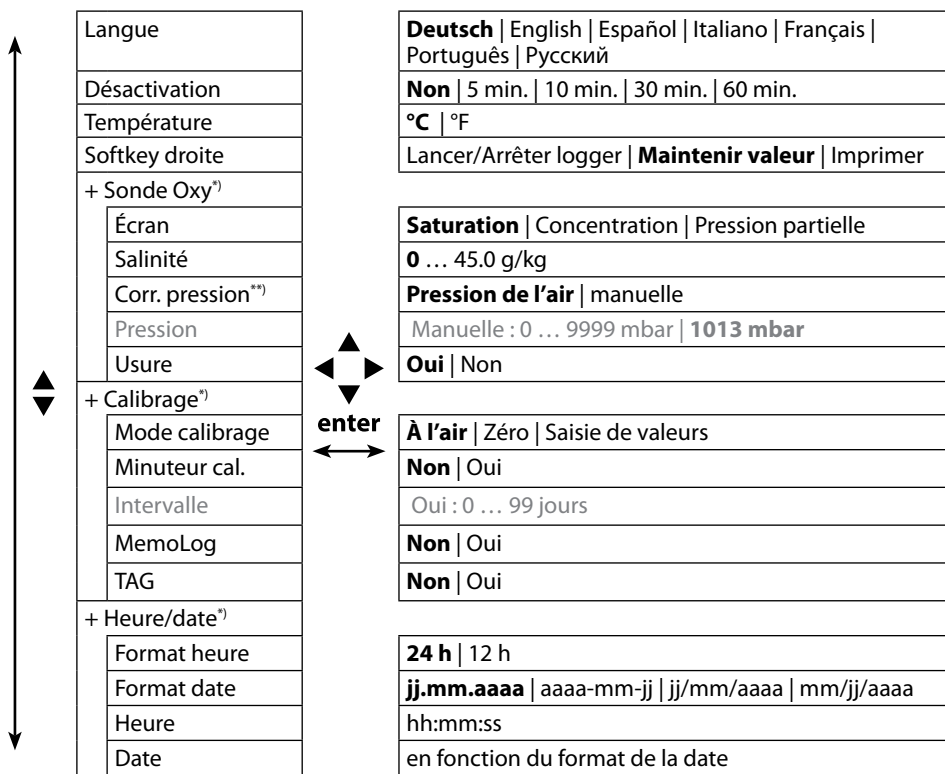 Langue Deutsch | English | Español | Italiano | Français |
Português | Русский
Désactivation Non | 5 min. | 10 min. | 30 min. | 60 min.
Température °C | °F
Softkey droite Lancer/Arrêter logger | Maintenir valeur | Imprimer
+ Sonde Oxy*)
Écran Saturation | Concentration | Pression partielle
Salinité 0 … 45.0 g/kg
Corr. pression**) Pression de l’air | manuelle
Pression Manuelle : 0 … 9999 mbar | 1013 mbar
Usure Oui | Non
+ Calibrage*)
enter
Mode calibrage À l’air | Zéro | Saisie de valeurs
Minuteur cal. Non | Oui
Intervalle Oui : 0 … 99 jours
MemoLog Non | Oui
TAG Non | Oui
+ Heure/date*)
Format heure 24 h | 12 h
Format date jj.mm.aaaa | aaaa-mm-jj | jj/mm/aaaa | mm/jj/aaaa
Heure hh:mm:ss
Date en fonction du format de la date